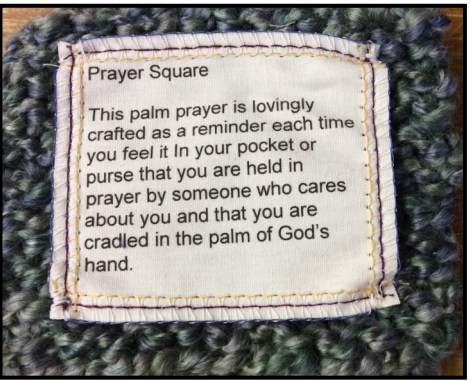 Prayer Square
This palm prayer is lovingly
crafted as a reminder each time
you feel it In your pocket or
purse that you are held in
prayer by someone who cares
about you and that you are
cradled in the palm of God's
hand.